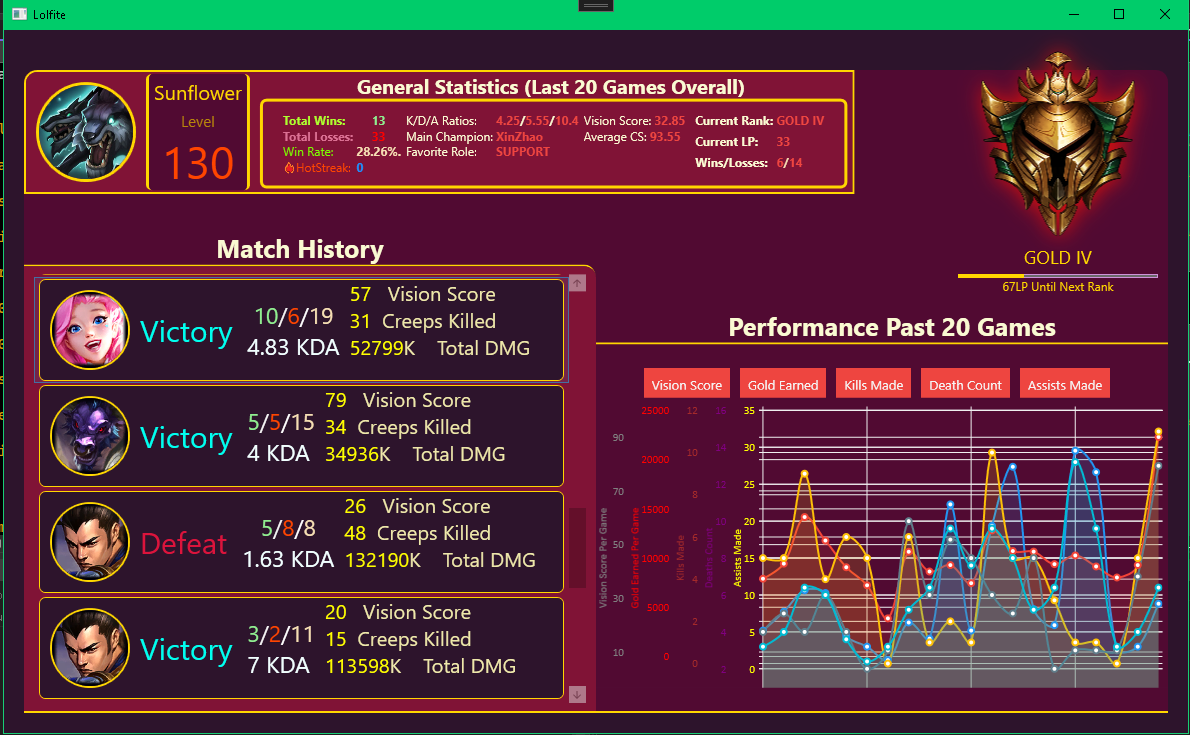 Lolfite
Sunflower
Level
130
General Statistics (Last 20 Games Overall)
Total Wins: 13
Total Losses: 33
Win Rate: 28.26%.
HotStreak: 0
K/D/A Ratios: 4.25/5.55/10.4
Main Champion: XinZhao
Favorite Role: SUPPORT
Vision Score: 32.85
Average CS: 93.55
Current Rank: GOLD IV
Current LP: 33
Wins/Losses: 6/14
GOLD IV
67LP Until Next Rank
Match History
Victory
10/6/19
4.83 KDA
57 Vision Score
31 Creeps Killed
52799K Total DMG
Victory
5/5/15
4 KDA
79 Vision Score
34 Creeps Killed
34936K Total DMG
Defeat
5/8/8
1.63 KDA
26 Vision Score
48 Creeps Killed
132190K Total DMG
Victory
3/2/11
7 KDA
20 Vision Score
15 Creeps Killed
113598K Total DMG
Performance Past 20 Games
Vision Score Gold Earned Kills Made Death Count Assists Made
Vision Score Per Game
90
70
50
30
10
Gold Earned Per Game
25000
20000
15000
10000
5000
0
Kills Made
12
10
8
6
4
2
0
Deaths Count
16
14
12
10
8
6
4
2
Assists Made
35
30
25
20
15
10
5
0